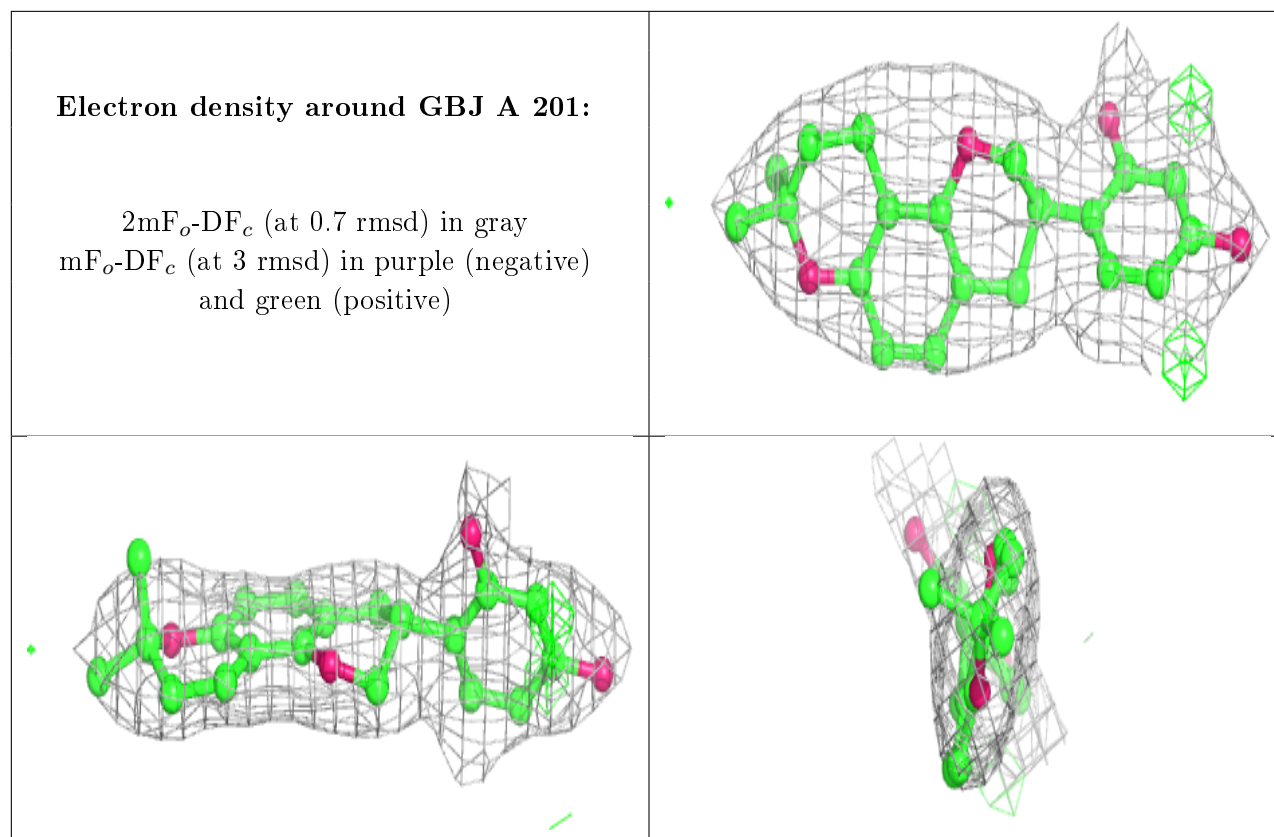 Electron density around GBJ A 201:
2mFo-DFc (at 0.7 rmsd) in gray
mFo-DFc (at 3 rmsd) in purple (negative)
and green (positive)